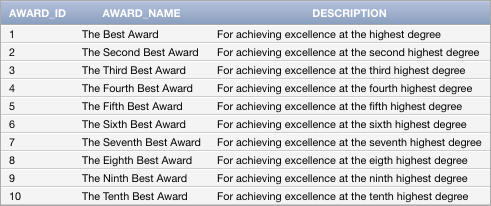 AWARD_ID AWARD_NAME DESCRIPTION
1 The Best Award For achieving excellence at the highest degree
2 The Second Best Award For achieving excellence at the second highest degree
3 The Third Best Award For achieving excellence at the third highest degree
4 The Fourth Best Award For achieving excellence at the fourth highest degree
5 The Fifth Best Award For achieving excellence at the fifth highest degree
6 The Sixth Best Award For achieving excellence at the sixth highest degree
7 The Seventh Best Award For achieving excellence at the seventh highest degree
8 The Eighth Best Award For achieving excellence at the eigth highest degree
9 The Ninth Best Award For achieving excellence at the ninth highest degree
10 The Tenth Best Award For achieving excellence at the tenth highest degree